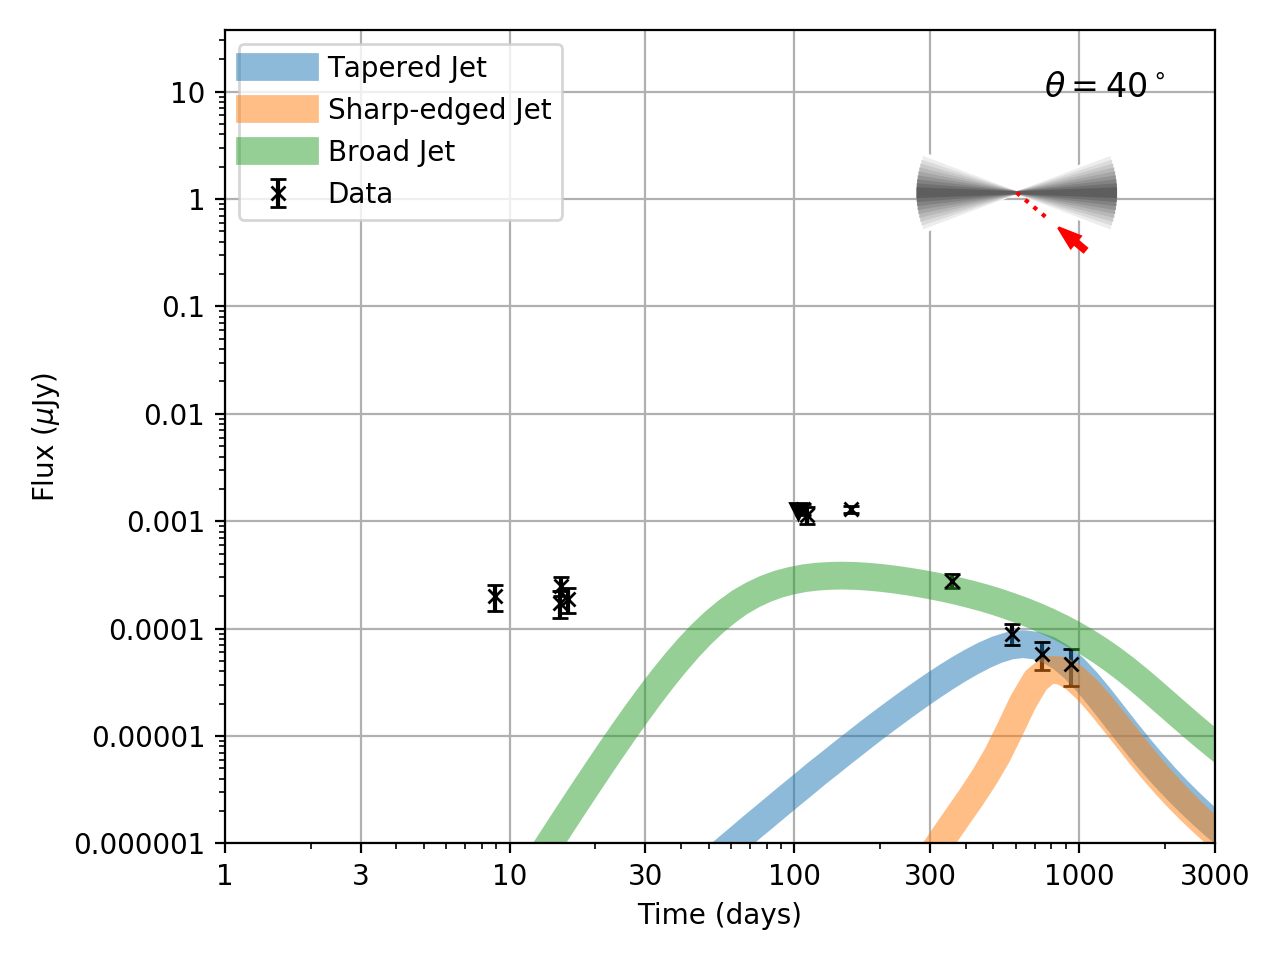 Tapered Jet
Sharp-edged Jet
Broad Jet
Data
θ = 40°
10
1
0.1
0.01
0.001
0.0001
0.00001
0.000001
Flux (μJy)
1 3 10 30 100 300 1000 3000
Time (days)